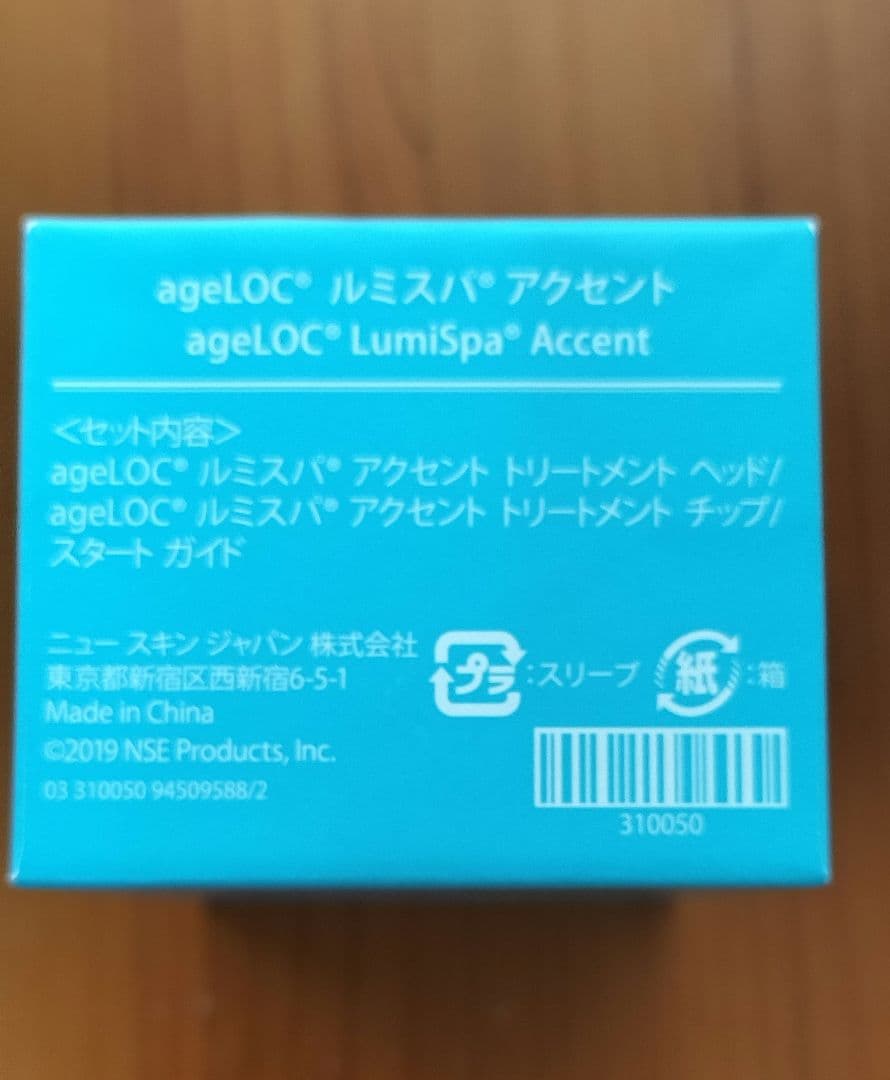 ageLOC® ルミスパ® アクセント
ageLOC® LumiSpa® Accent
＜セット内容＞
ageLOC® ルミスパ® アクセント トリートメント ヘッド/
ageLOC® ルミスパ® アクセント トリートメント チップ/
スタート ガイド
ニュー スキン ジャパン 株式会社
東京都新宿区西新宿6-5-1
Made in China
©2019 NSE Products, Inc.
03 310050 94509588/2
プラ :スリーブ 紙 :箱
310050